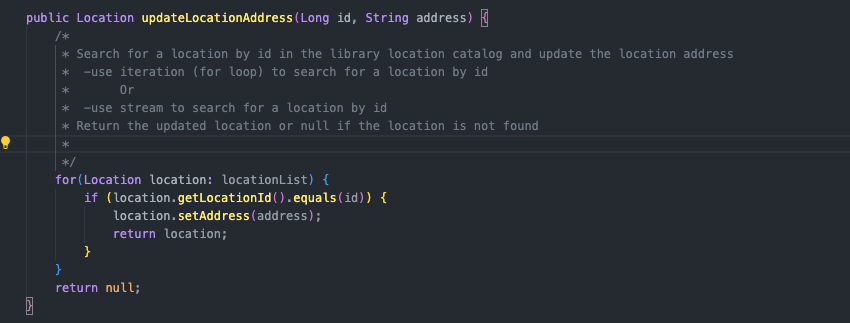 public Location updateLocationAddress(Long id, String address) {
/*
* Search for a location by id in the library location catalog and update the location address
*  -use iteration (for loop) to search for a location by id
*       Or
*  -use stream to search for a location by id
* Return the updated location or null if the location is not found
*
*/
for(Location location: locationList) {
if (location.getLocationId().equals(id)) {
location.setAddress(address);
return location;
}
}
return null;
}